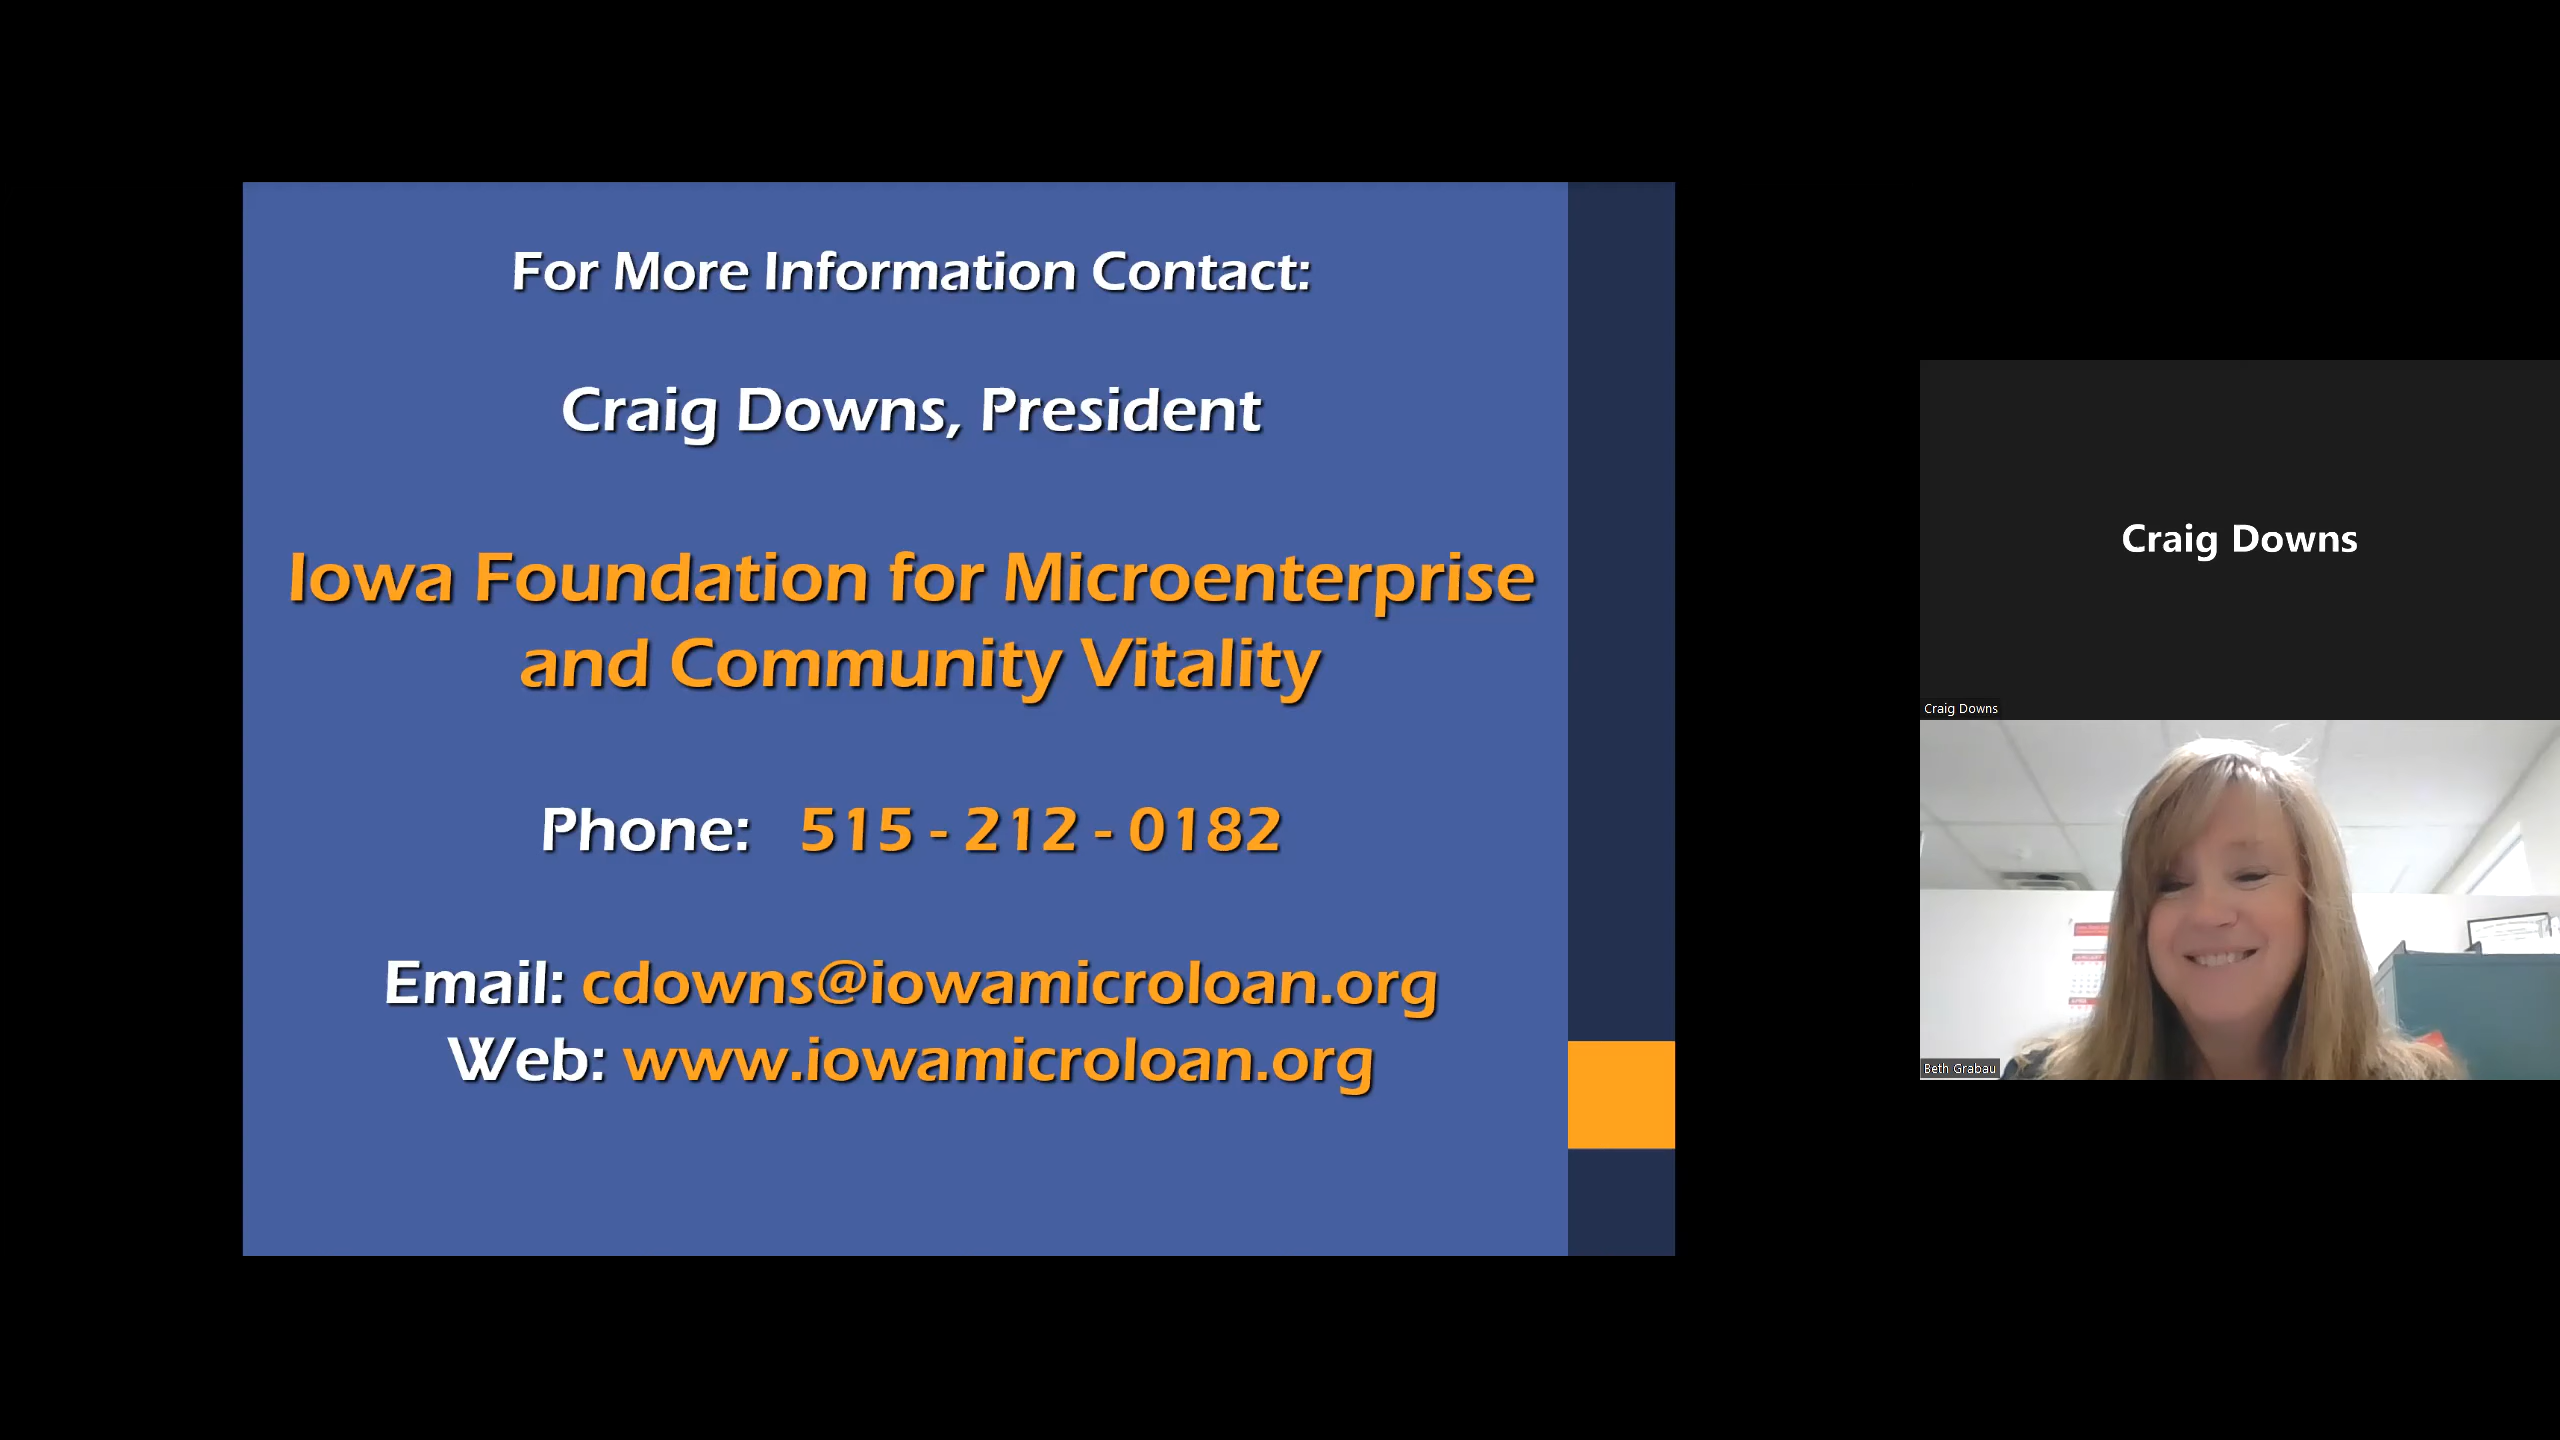 For More Information Contact:
Craig Downs, President
Iowa Foundation for Microenterprise
and Community Vitality
Phone: 515 - 212 - 0182
Email: cdowns@iowamicroloan.org
Web: www.iowamicroloan.org
Craig Downs
Craig Downs
Beth Grabau